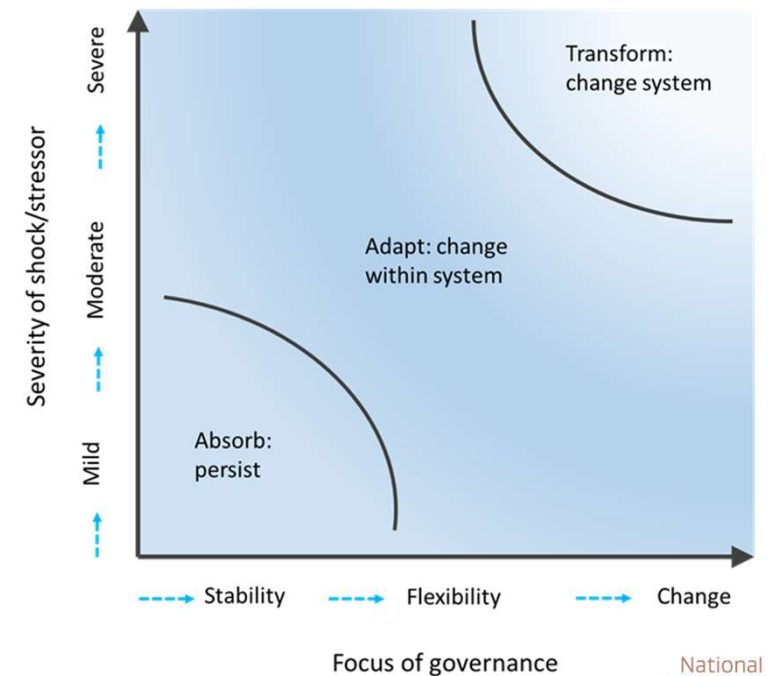 Severe
Moderate
Mild
Severity of shock/stressor
Transform:
change system
Adapt: change
within system
Absorb:
persist
Stability
Flexibility
Change
Focus of governance
National